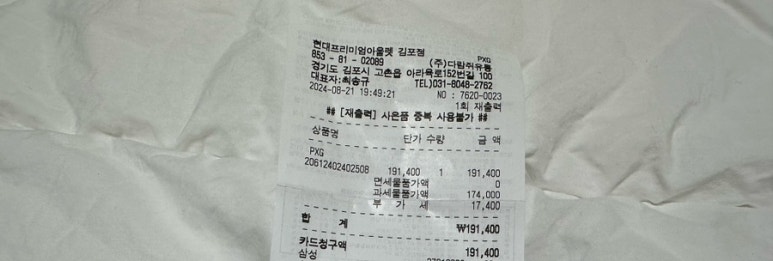 현대프리미엄아울렛 김포점 PXG
853 - 81 - 02089 (주)다람쥐유통
경기도 김포시 고촌읍 아라육로152번길 100
대표자:최송규 TEL)031-8048-2762
2024-08-21 19:49:21 NO : 7620-0023
1회 재출력
## [재출력] 사은품 중복 사용불가 ##
상품명 단가 수량 금 액
PXG
20612402402508 191,400 1 191,400
면세물품가액 0
과세물품가액 174,000
부 가 세 17,400
합 계 ₩191,400
카드청구액 191,400
삼성